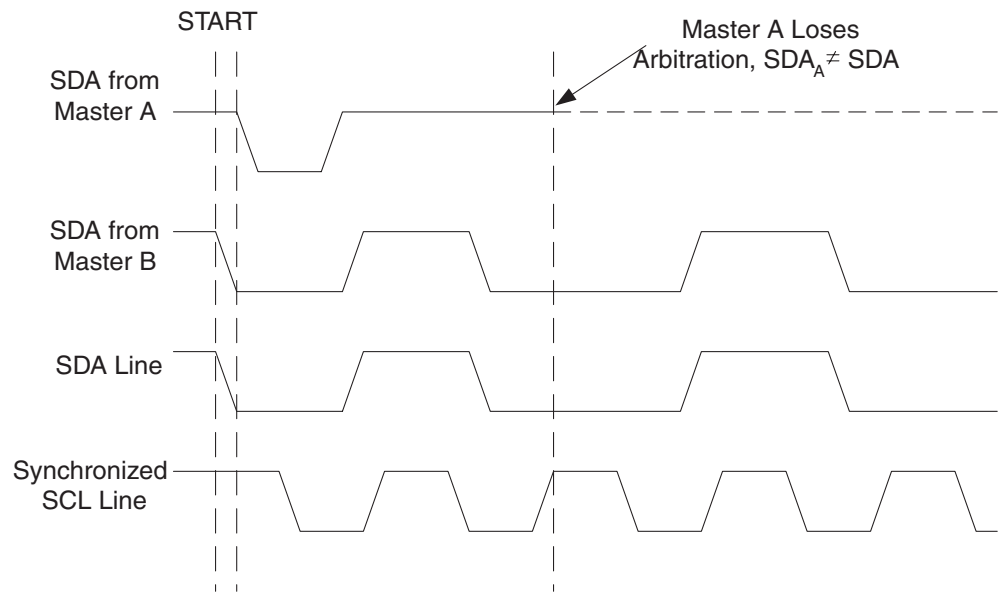 START
Master A Loses
Arbitration, SDA_A ≠ SDA
SDA from
Master A
SDA from
Master B
SDA Line
Synchronized
SCL Line